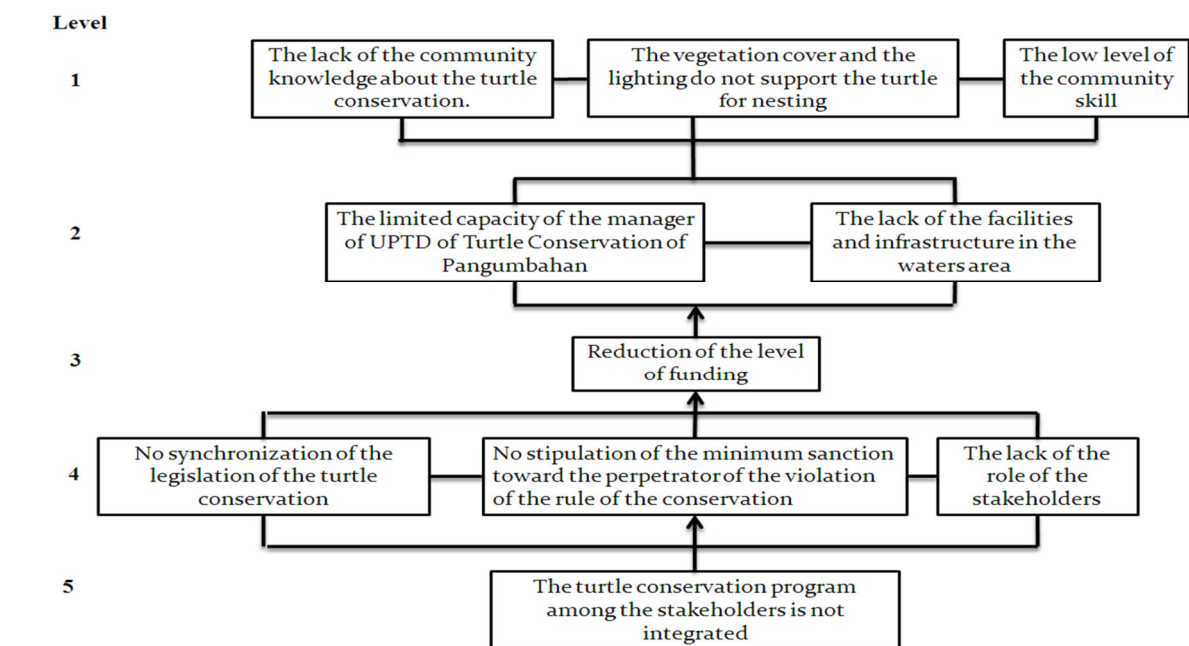 Level
1
The lack of the community
knowledge about the turtle
conservation.
The vegetation cover and the
lighting do not support the turtle
for nesting
The low level of
the community
skill
2
The limited capacity of the manager
of UPTD of Turtle Conservation of
Pangumbahan
The lack of the facilities
and infrastructure in the
waters area
3
Reduction of the level
of funding
4
No synchronization of the
legislation of the turtle
conservation
No stipulation of the minimum sanction
toward the perpetrator of the violation
of the rule of the conservation
The lack of the
role of the
stakeholders
5
The turtle conservation program
among the stakeholders is not
integrated